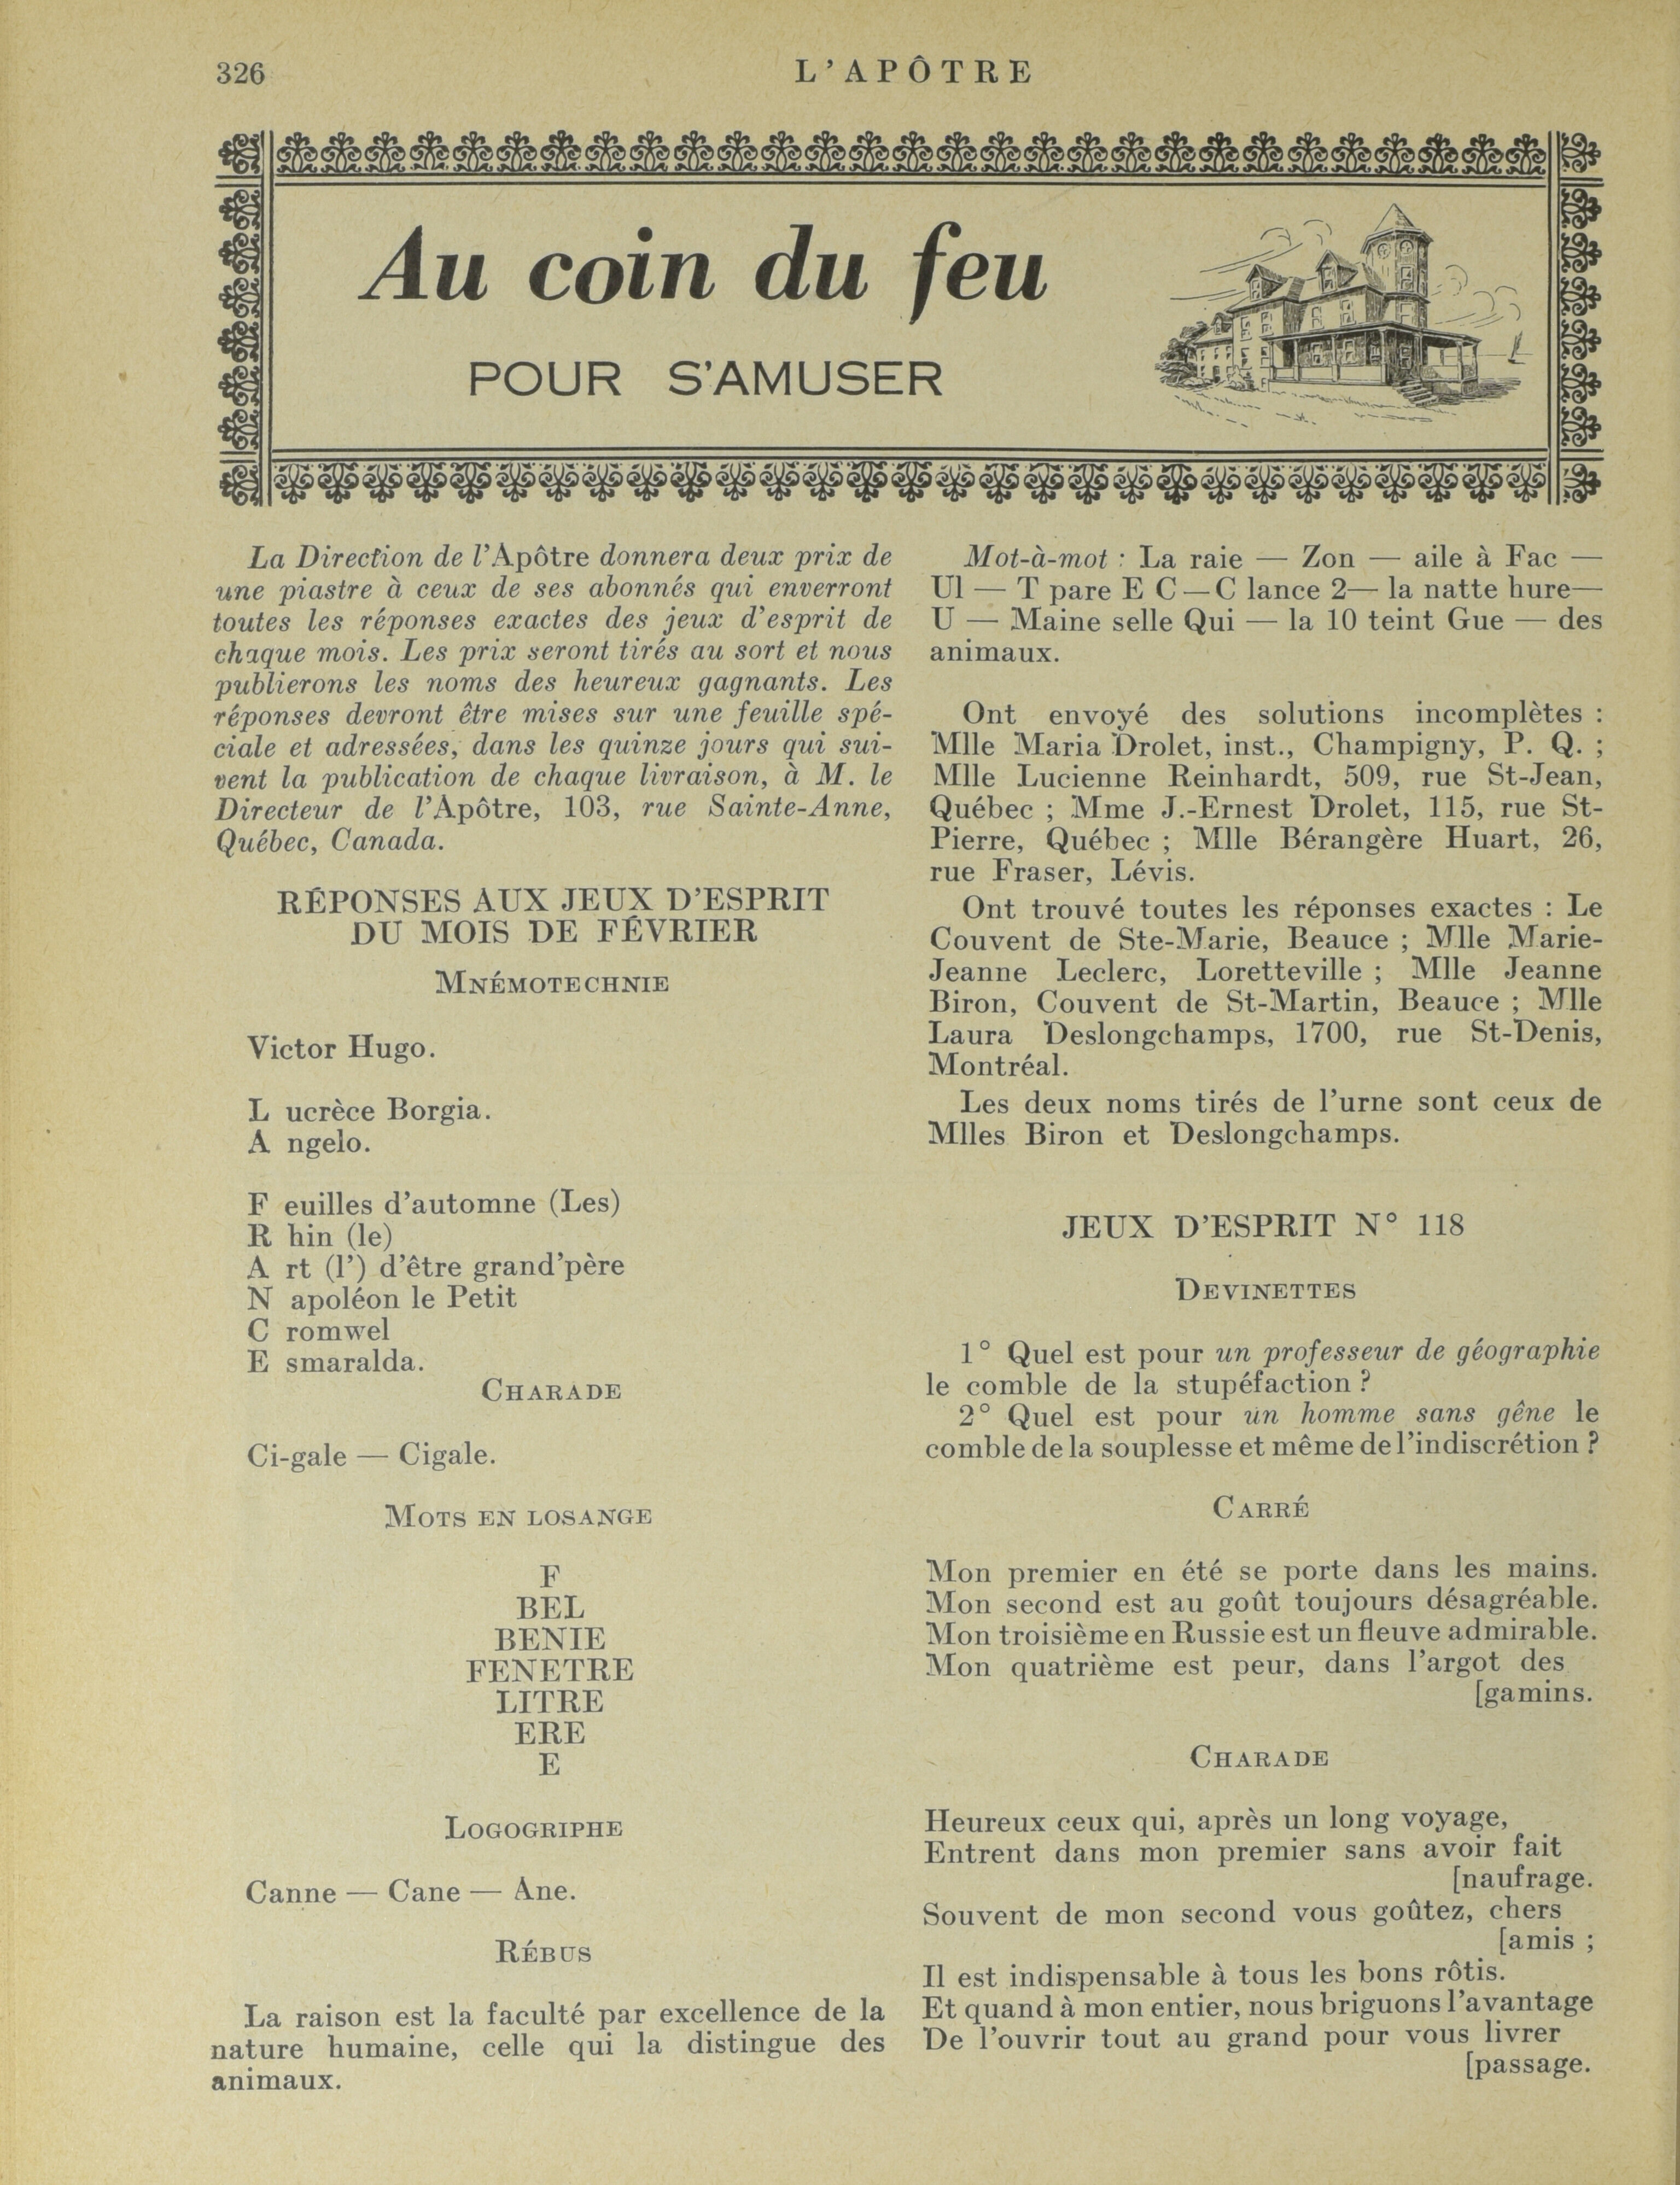 326
L'APÔTRE
Au coin du feu
POUR S'AMUSER
La Direction de l'Apôtre donnera deux prix de
une piastre à ceux de ses abonnés qui enverront
toutes les réponses exactes des jeux d'esprit de
chaque mois. Les prix seront tirés au sort et nous
publierons les noms des heureux gagnants. Les
réponses devront être mises sur une feuille spé-
ciale et adressées, dans les quinze jours qui sui-
vent la publication de chaque livraison, à M. le
Directeur de l'Apôtre, 103, rue Sainte-Anne,
Québec, Canada.
RÉPONSES AUX JEUX D'ESPRIT
DU MOIS DE FÉVRIER
MNÉMOTECHNIE
Victor Hugo.
L ucrèce Borgia.
A ngelo.
F euilles d'automne (Les)
R hin (le)
A rt (l') d'être grand'père
N apoléon le Petit
C romwel
E smaralda.
CHARADE
Ci-gale — Cigale.
MOTS EN LOSANGE
F
BEL
BENIE
FENETRE
LITRE
ERE
E
LOGOGRIPHE
Canne — Cane — Ane.
RÉBUS
La raison est la faculté par excellence de la
nature humaine, celle qui la distingue des
animaux.
Mot-à-mot : La raie — Zon — aile à Fac —
Ul — T pare E C — C lance 2— la natte hure—
U — Maine selle Qui — la 10 teint Gue — des
animaux.
Ont envoyé des solutions incomplètes :
Mlle Maria Drolet, inst., Champigny, P. Q. ;
Mlle Lucienne Reinhardt, 509, rue St-Jean,
Québec ; Mme J.-Ernest Drolet, 115, rue St-
Pierre, Québec ; Mlle Bérangère Huart, 26,
rue Fraser, Lévis.
Ont trouvé toutes les réponses exactes : Le
Couvent de Ste-Marie, Beauce ; Mlle Marie-
Jeanne Leclerc, Loretteville ; Mlle Jeanne
Biron, Couvent de St-Martin, Beauce ; Mlle
Laura Deslongchamps, 1700, rue St-Denis,
Montréal.
Les deux noms tirés de l'urne sont ceux de
Mlles Biron et Deslongchamps.
JEUX D'ESPRIT N° 118
DEVINETTES
1° Quel est pour un professeur de géographie
le comble de la stupéfaction ?
2° Quel est pour un homme sans gêne le
comble de la souplesse et même de l'indiscrétion ?
CARRÉ
Mon premier en été se porte dans les mains.
Mon second est au goût toujours désagréable.
Mon troisième en Russie est un fleuve admirable.
Mon quatrième est peur, dans l'argot des
[gamins.
CHARADE
Heureux ceux qui, après un long voyage,
Entrent dans mon premier sans avoir fait
[naufrage.
Souvent de mon second vous goûtez, chers
[amis ;
Il est indispensable à tous les bons rôtis.
Et quand à mon entier, nous briguons l'avantage
De l'ouvrir tout au grand pour vous livrer
[passage.